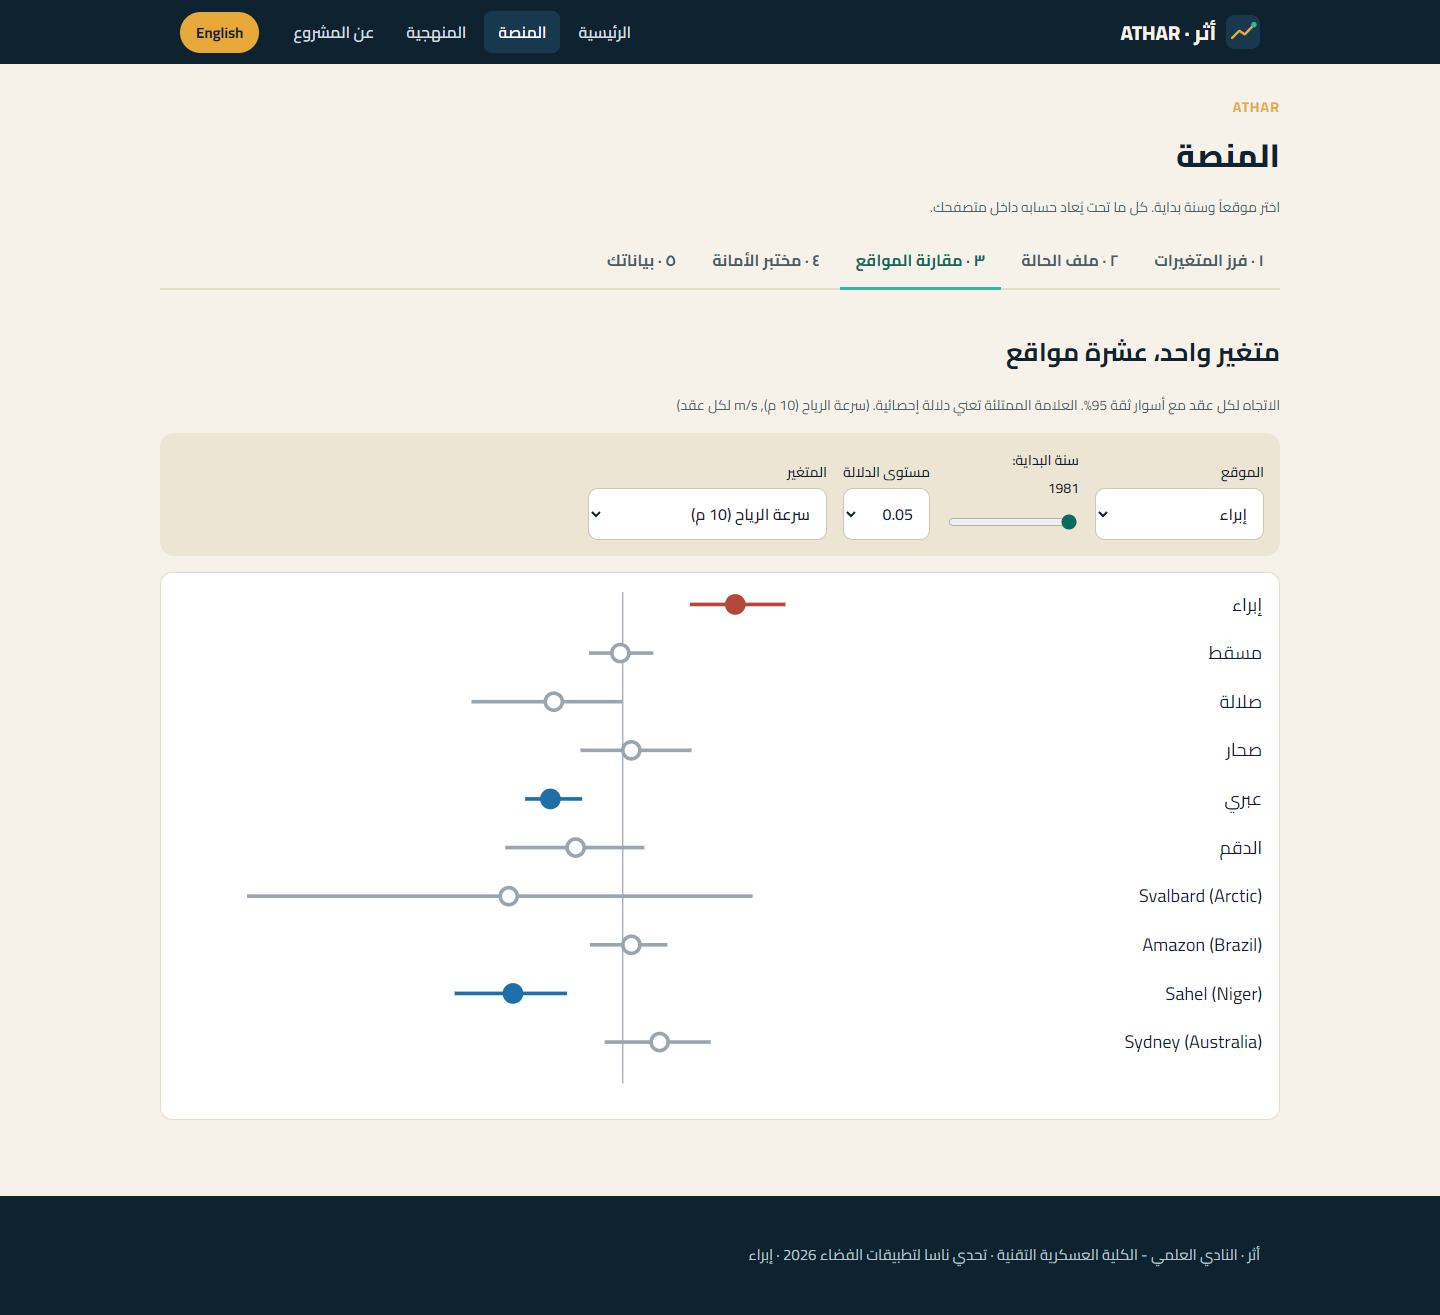 أثر · ATHAR
الرئيسية
المنصة
المنهجية
عن المشروع
English
ATHAR
المنصة
اختر موقعاً وسنة بداية. كل ما تحت يُعاد حسابه داخل متصفحك.
١ · فرز المتغيرات
٢ · ملف الحالة
٣ · مقارنة المواقع
٤ · مختبر الأمانة
٥ · بياناتك
متغير واحد، عشرة مواقع
الاتجاه لكل عقد مع أسوار ثقة 95%. العلامة الممتلئة تعني دلالة إحصائية. (سرعة الرياح (10 م), m/s لكل عقد)
الموقع
إبراء
سنة البداية:
1981
مستوى الدلالة
0.05
المتغير
سرعة الرياح (10 م)
إبراء
مسقط
صلالة
صحار
عبري
الدقم
Svalbard (Arctic)
Amazon (Brazil)
Sahel (Niger)
Sydney (Australia)
أثر · النادي العلمي - الكلية العسكرية التقنية · تحدي ناسا لتطبيقات الفضاء 2026 · إبراء